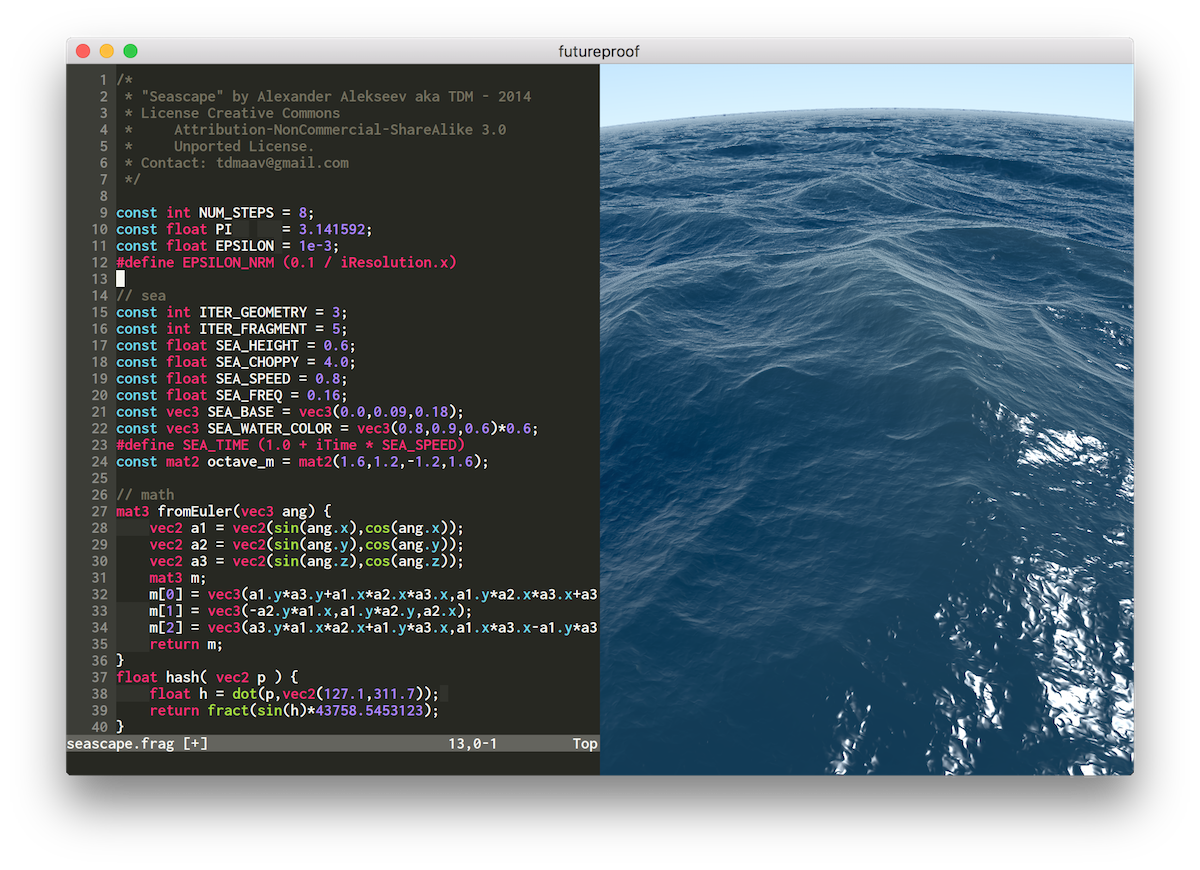 futureproof
1 /*
2  * "Seascape" by Alexander Alekseev aka TDM - 2014
3  * License Creative Commons
4  *     Attribution-NonCommercial-ShareAlike 3.0
5  *     Unported License.
6  * Contact: tdmaav@gmail.com
7  */
8
9 const int NUM_STEPS = 8;
10 const float PI      = 3.141592;
11 const float EPSILON = 1e-3;
12 #define EPSILON_NRM (0.1 / iResolution.x)
13
14 // sea
15 const int ITER_GEOMETRY = 3;
16 const int ITER_FRAGMENT = 5;
17 const float SEA_HEIGHT = 0.6;
18 const float SEA_CHOPPY = 4.0;
19 const float SEA_SPEED = 0.8;
20 const float SEA_FREQ = 0.16;
21 const vec3 SEA_BASE = vec3(0.0,0.09,0.18);
22 const vec3 SEA_WATER_COLOR = vec3(0.8,0.9,0.6)*0.6;
23 #define SEA_TIME (1.0 + iTime * SEA_SPEED)
24 const mat2 octave_m = mat2(1.6,1.2,-1.2,1.6);
25
26 // math
27 mat3 fromEuler(vec3 ang) {
28     vec2 a1 = vec2(sin(ang.x),cos(ang.x));
29     vec2 a2 = vec2(sin(ang.y),cos(ang.y));
30     vec2 a3 = vec2(sin(ang.z),cos(ang.z));
31     mat3 m;
32     m[0] = vec3(a1.y*a3.y+a1.x*a2.x*a3.x,a1.y*a2.x*a3.x+a3
33     m[1] = vec3(-a2.y*a1.x,a1.y*a2.y,a2.x);
34     m[2] = vec3(a3.y*a1.x*a2.x+a1.y*a3.x,a1.x*a3.x-a1.y*a3
35     return m;
36 }
37 float hash( vec2 p ) {
38     float h = dot(p,vec2(127.1,311.7));
39     return fract(sin(h)*43758.5453123);
40 }
seascape.frag [+] 13,0-1 Top